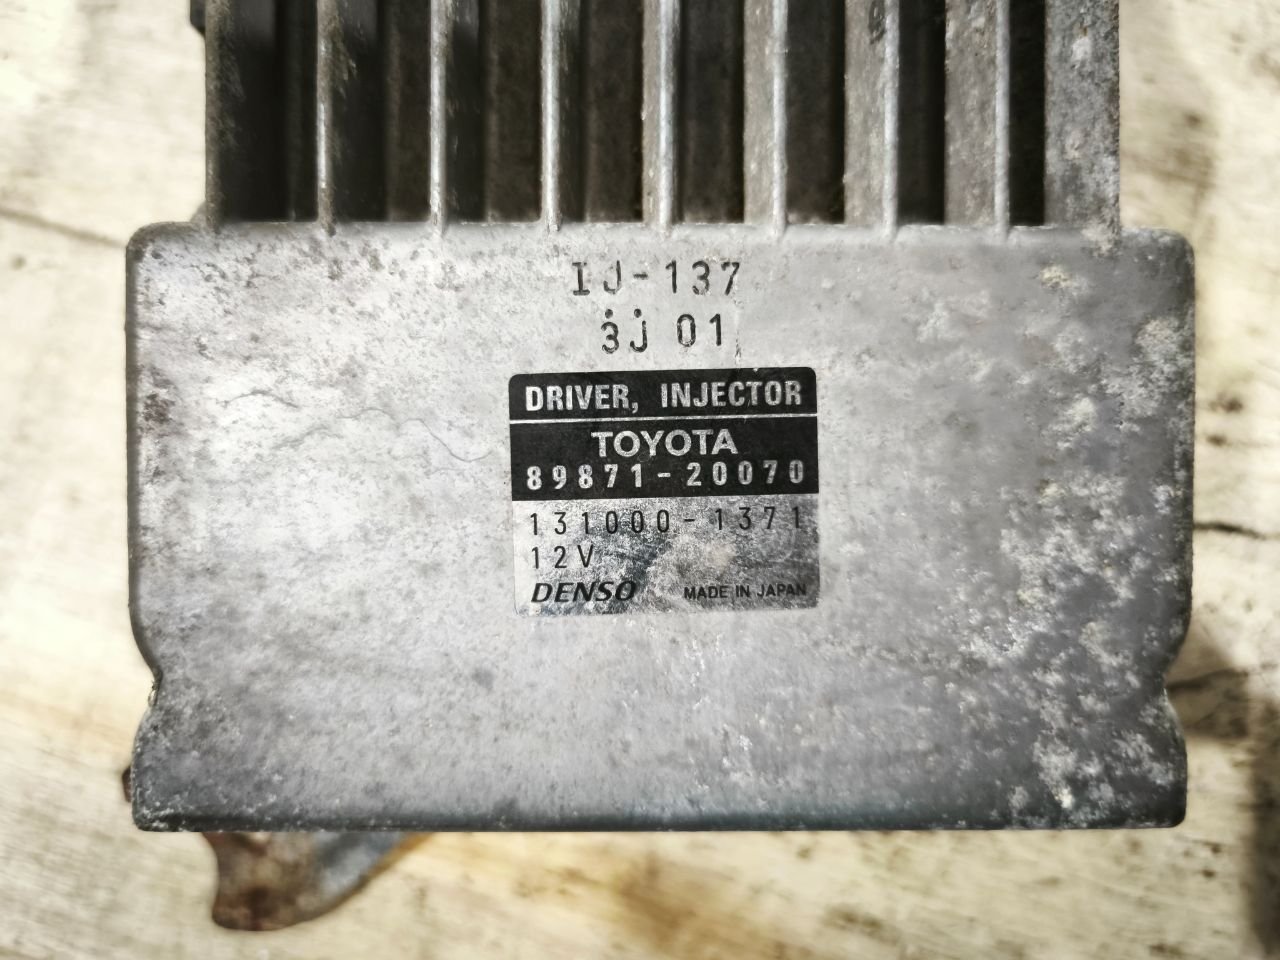 IJ-137
3J 01
DRIVER, INJECTOR
TOYOTA
89871-20070
131000-1371
12V
DENSO MADE IN JAPAN